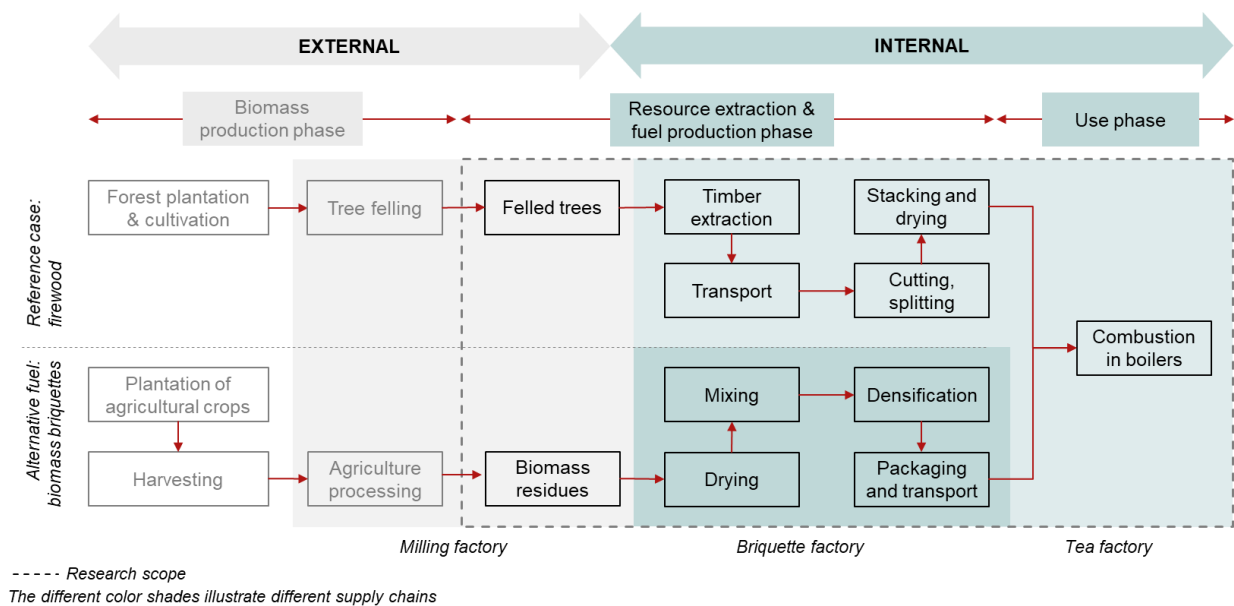 EXTERNAL
INTERNAL
Biomass
production phase
Resource extraction &
fuel production phase
Use phase
Reference case:
firewood
Forest plantation
& cultivation
Tree felling
Felled trees
Timber
extraction
Stacking and
drying
Transport
Cutting,
splitting
Combustion
in boilers
Alternative fuel:
biomass briquettes
Plantation of
agricultural crops
Mixing
Densification
Harvesting
Agriculture
processing
Biomass
residues
Drying
Packaging
and transport
Milling factory
Briquette factory
Tea factory
----- Research scope
The different color shades illustrate different supply chains